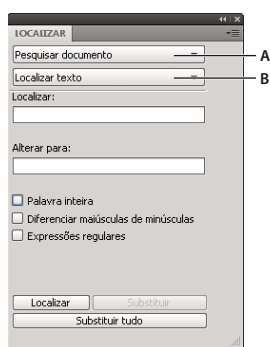 LOCALIZAR
Pesquisar documento
A
Localizar texto
B
Localizar:
Alterar para:
Palavra inteira
Diferenciar maiúsculas de minúsculas
Expressões regulares
Localizar
Substituir
Substituir tudo